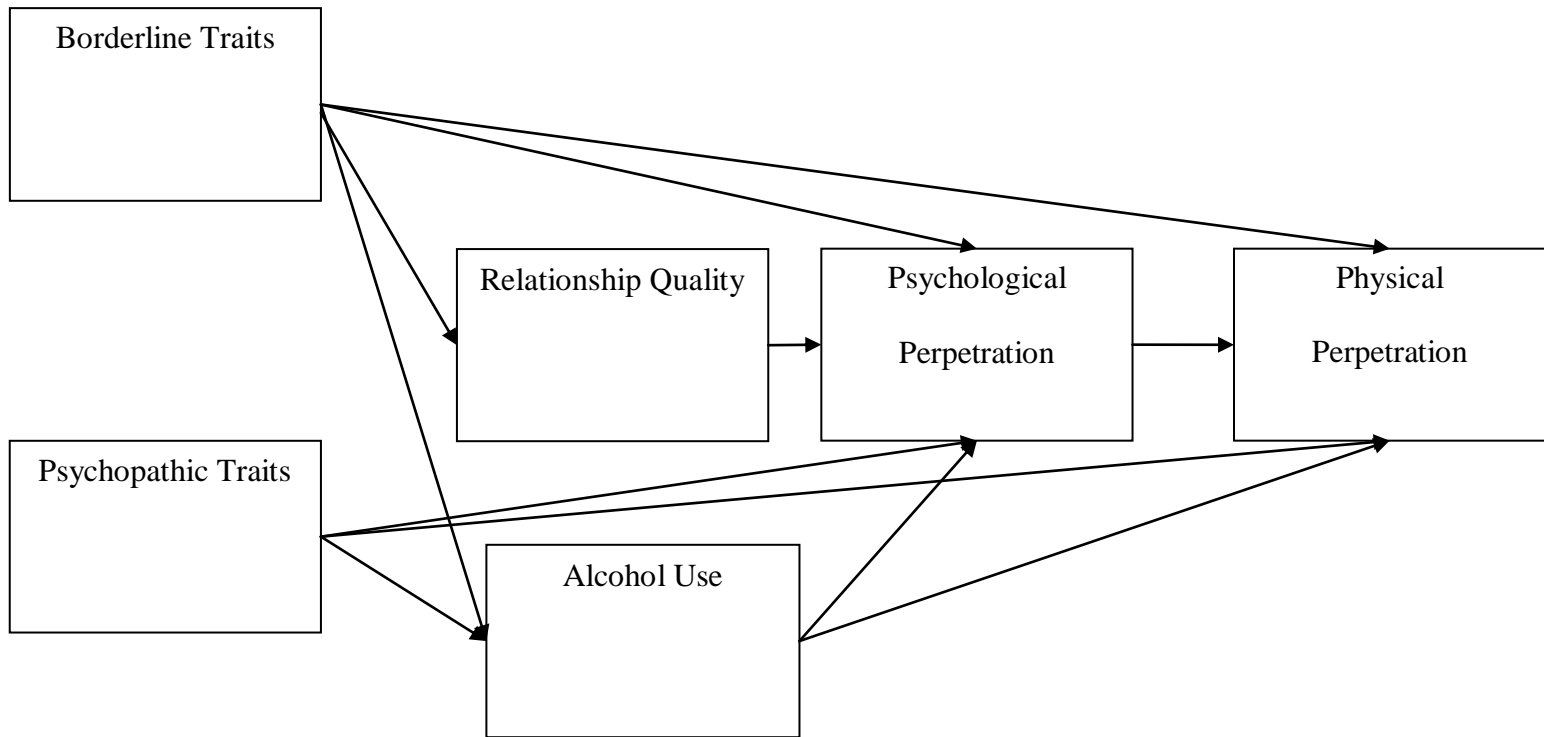 Borderline Traits
Relationship Quality
Psychological
Perpetration
Physical
Perpetration
Psychopathic Traits
Alcohol Use